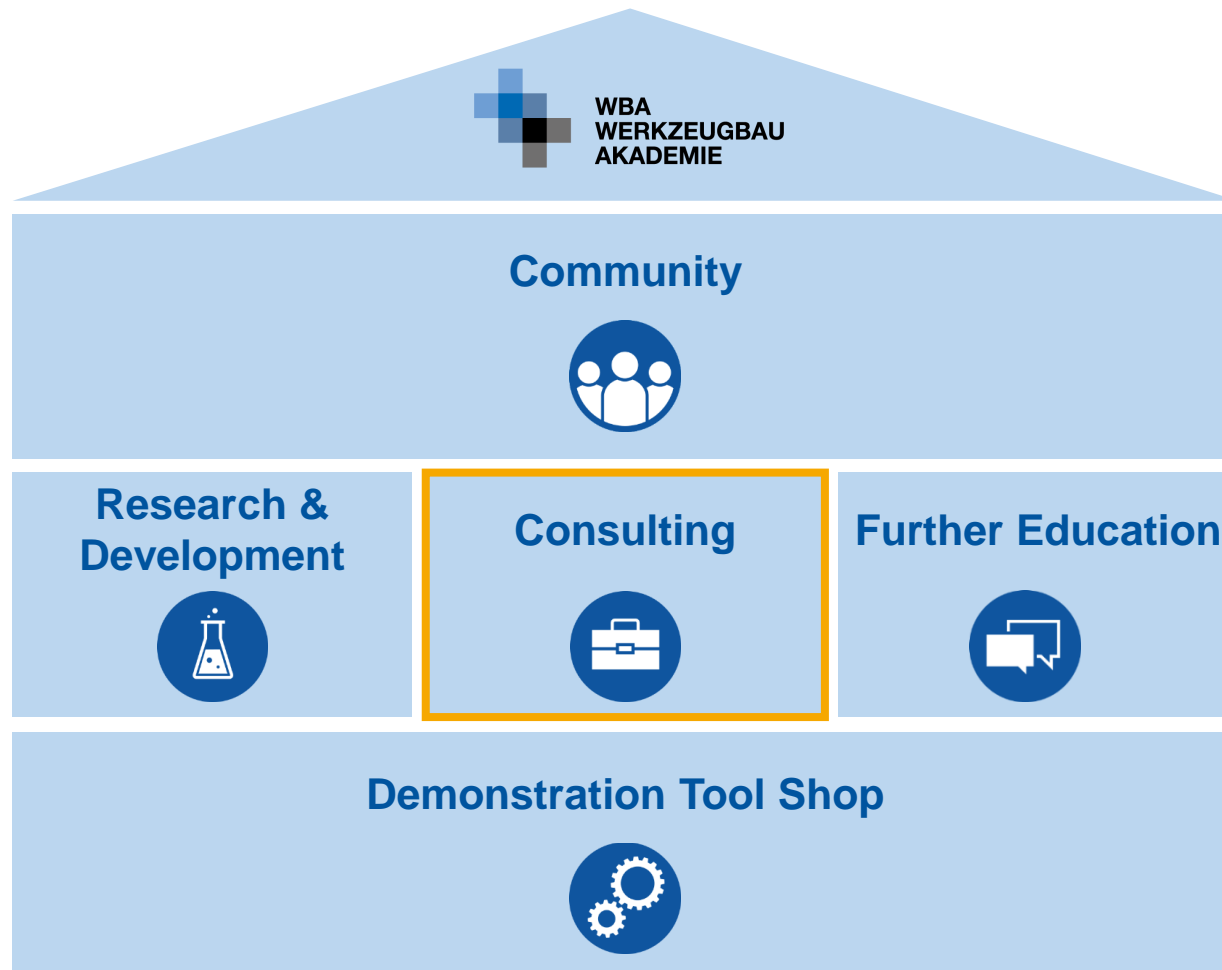 WBA
WERKZEUGBAU
AKADEMIE
Community
Research &
Development
Consulting
Further Education
Demonstration Tool Shop